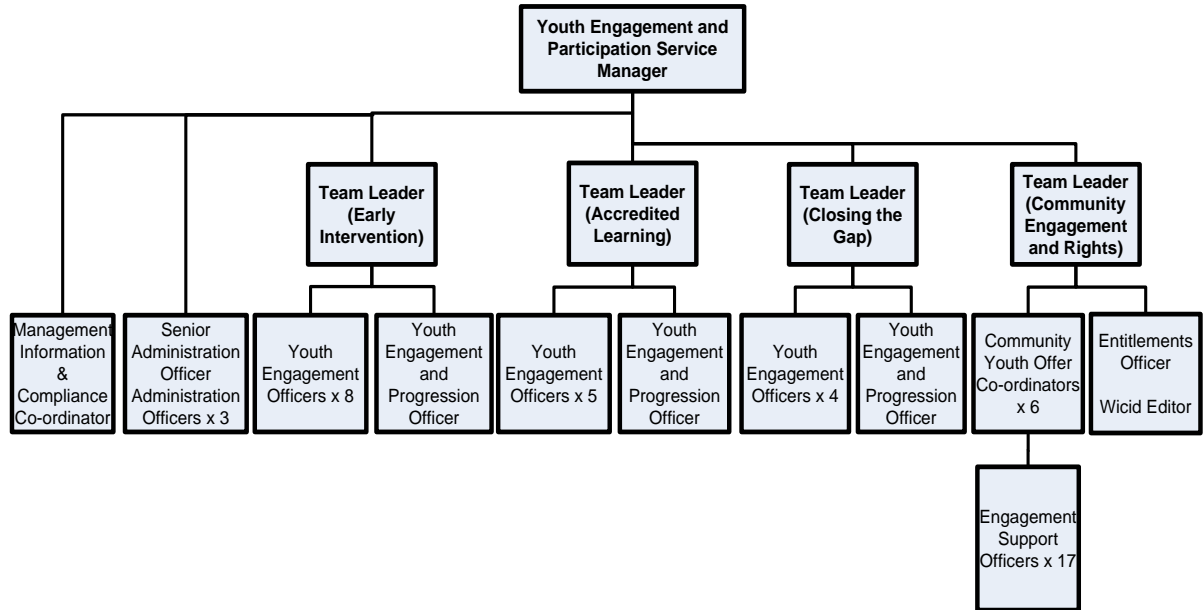 Youth Engagement and
Participation Service
Manager
Team Leader
(Early
Intervention)
Team Leader
(Accredited
Learning)
Team Leader
(Closing the
Gap)
Team Leader
(Community
Engagement
and Rights)
Management
Information
&
Compliance
Co-ordinator
Senior
Administration
Officer
Administration
Officers x 3
Youth
Engagement
Officers x 8
Youth
Engagement
and
Progression
Officer
Youth
Engagement
Officers x 5
Youth
Engagement
and
Progression
Officer
Youth
Engagement
Officers x 4
Youth
Engagement
and
Progression
Officer
Community
Youth Offer
Co-ordinators
x 6
Entitlements
Officer
Wicid Editor
Engagement
Support
Officers x 17